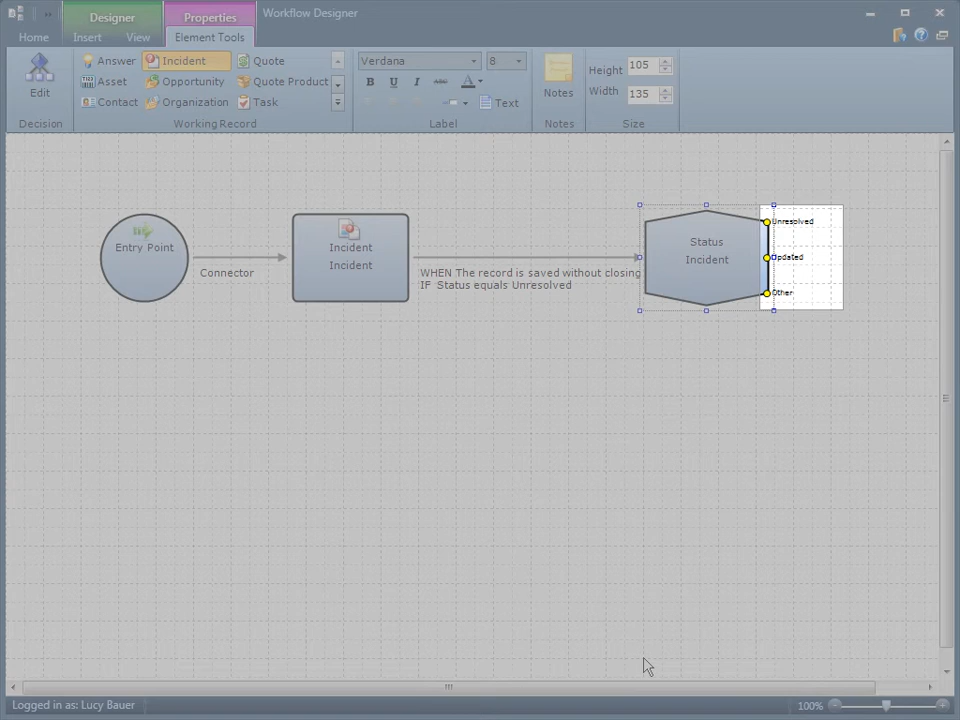 Designer
Properties
Workflow Designer
Home
Insert
View
Element Tools
Answer
Incident
Quote
Asset
Opportunity
Quote Product
Contact
Organization
Task
Edit
Decision
Working Record
Verdana
8
B U I abc A
Text
Label
Notes
Notes
Height 105
Width 135
Size
Entry Point
Connector
Incident
Incident
WHEN The record is saved without closing
IF Status equals Unresolved
Status
Incident
Unresolved
Updated
Other
Logged in as: Lucy Bauer
100%